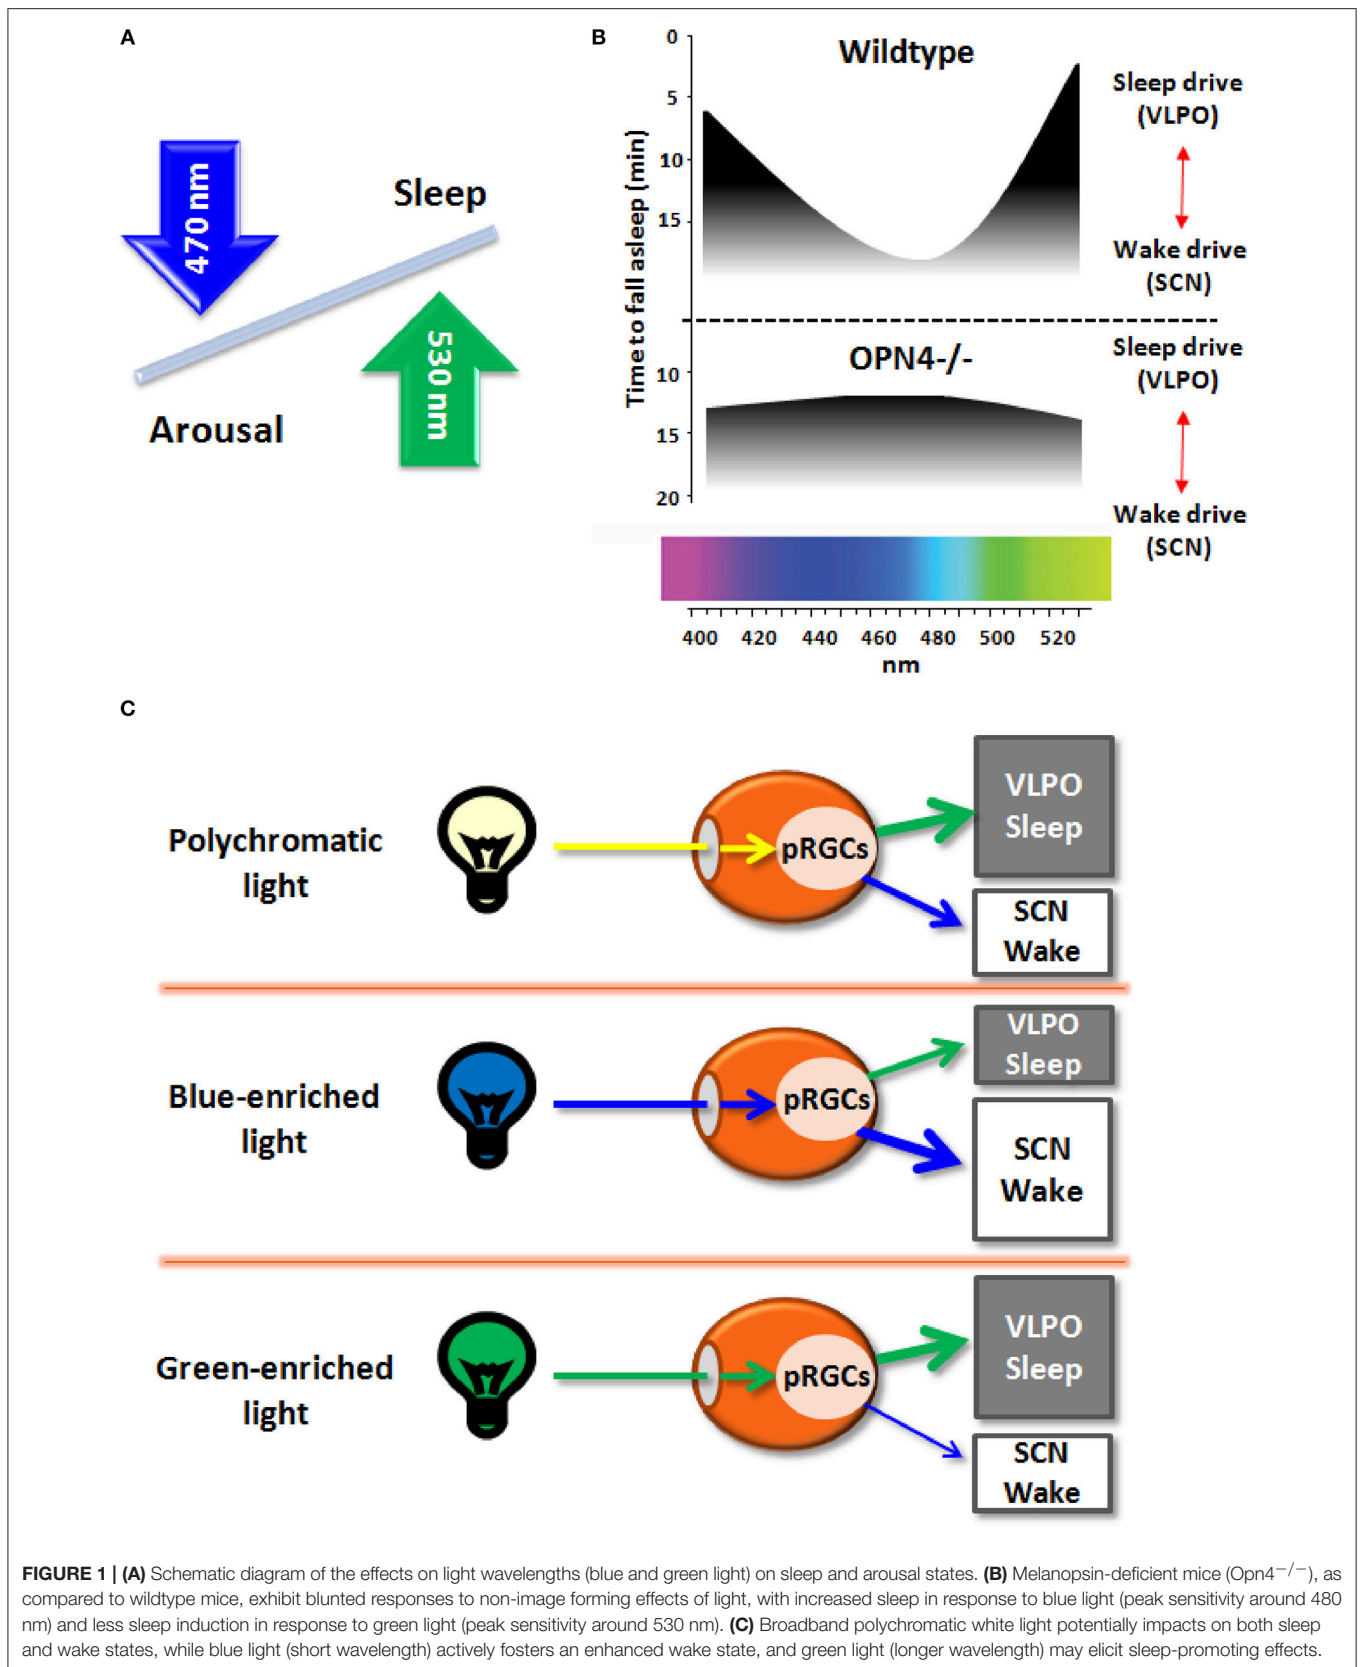 A
470 nm
Sleep
530 nm
Arousal
B
Wildtype
Time to fall asleep (min)
0
5
10
15
Sleep drive
(VLPO)
Wake drive
(SCN)
OPN4-/-
10
15
20
Sleep drive
(VLPO)
Wake drive
(SCN)
400 420 440 460 480 500 520
nm
C
Polychromatic
light
pRGCs
VLPO
Sleep
SCN
Wake
Blue-enriched
light
pRGCs
VLPO
Sleep
SCN
Wake
Green-enriched
light
pRGCs
VLPO
Sleep
SCN
Wake
FIGURE 1 | (A) Schematic diagram of the effects on light wavelengths (blue and green light) on sleep and arousal states. (B) Melanopsin-deficient mice (Opn4−/−), as
compared to wildtype mice, exhibit blunted responses to non-image forming effects of light, with increased sleep in response to blue light (peak sensitivity around 480
nm) and less sleep induction in response to green light (peak sensitivity around 530 nm). (C) Broadband polychromatic white light potentially impacts on both sleep
and wake states, while blue light (short wavelength) actively fosters an enhanced wake state, and green light (longer wavelength) may elicit sleep-promoting effects.